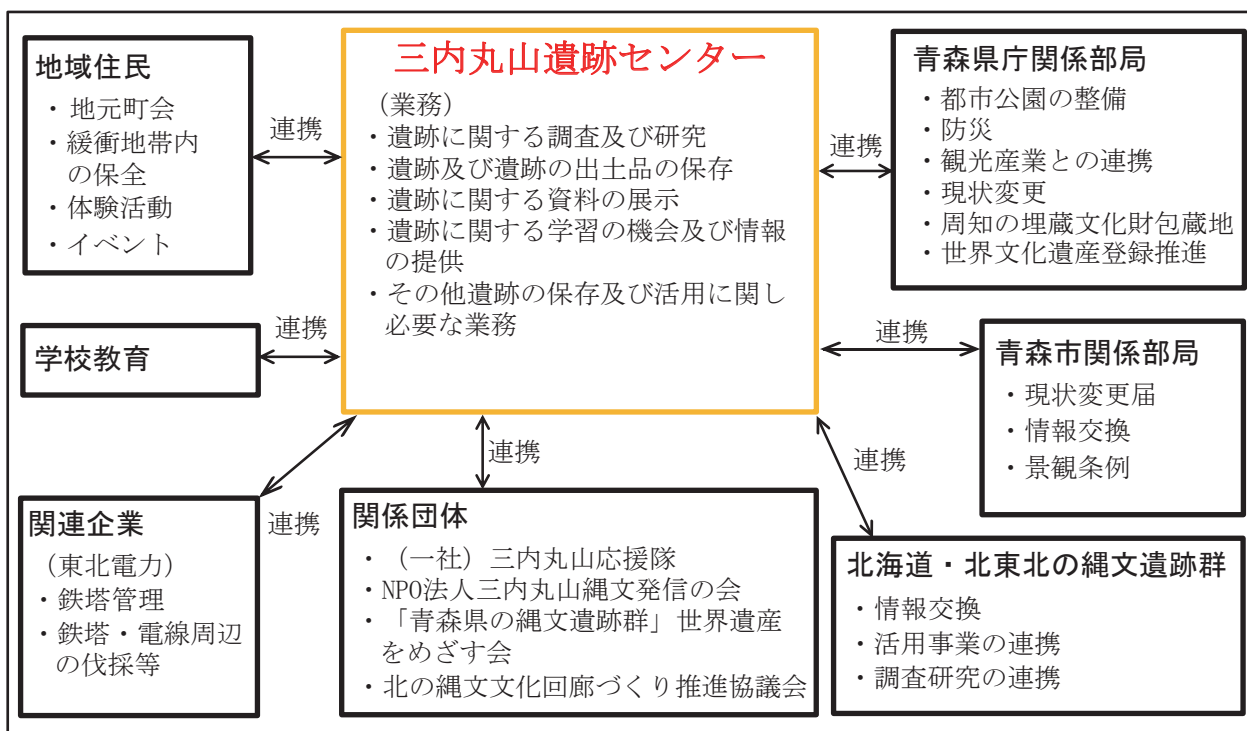 三内丸山遺跡センター
(業務)
・遺跡に関する調査及び研究
・遺跡及び遺跡の出土品の保存
・遺跡に関する資料の展示
・遺跡に関する学習の機会及び情報
の提供
・その他遺跡の保存及び活用に関し
必要な業務
地域住民
・地元町会
・緩衝地帯内
の保全
・体験活動
・イベント
連携
学校教育
連携
関連企業
(東北電力)
・鉄塔管理
・鉄塔・電線周辺
の伐採等
連携
関係団体
・(一社)三内丸山応援隊
・NPO法人三内丸山縄文発信の会
・「青森県の縄文遺跡群」世界遺産
をめざす会
・北の縄文文化回廊づくり推進協議会
連携
青森県庁関係部局
・都市公園の整備
・防災
・観光産業との連携
・現状変更
・周知の埋蔵文化財包蔵地
・世界文化遺産登録推進
連携
青森市関係部局
・現状変更届
・情報交換
・景観条例
連携
北海道・北東北の縄文遺跡群
・情報交換
・活用事業の連携
・調査研究の連携
連携